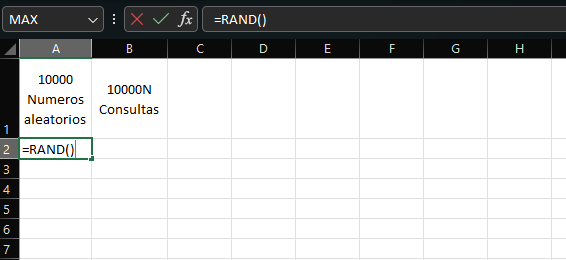 MAX fx =RAND()
A B C D E F G H
10000
Numeros
aleatorios
10000N
Consultas
1
2 =RAND()
3
4
5
6
7